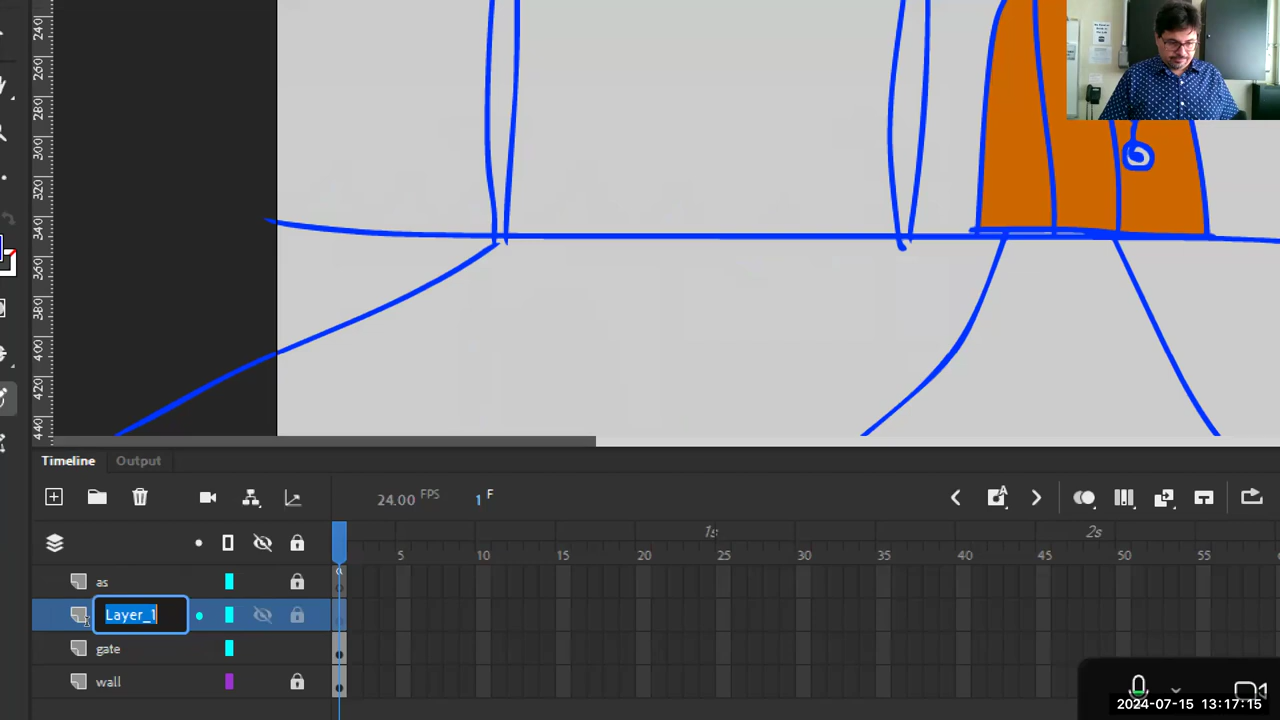 240
260
280
300
320
340
360
380
400
420
440
Timeline Output
24.00 FPS 1 F
1s 2s
5 10 15 20 25 30 35 40 45 50 55
as
Layer_1
gate
wall
2024-07-15 13:17:15